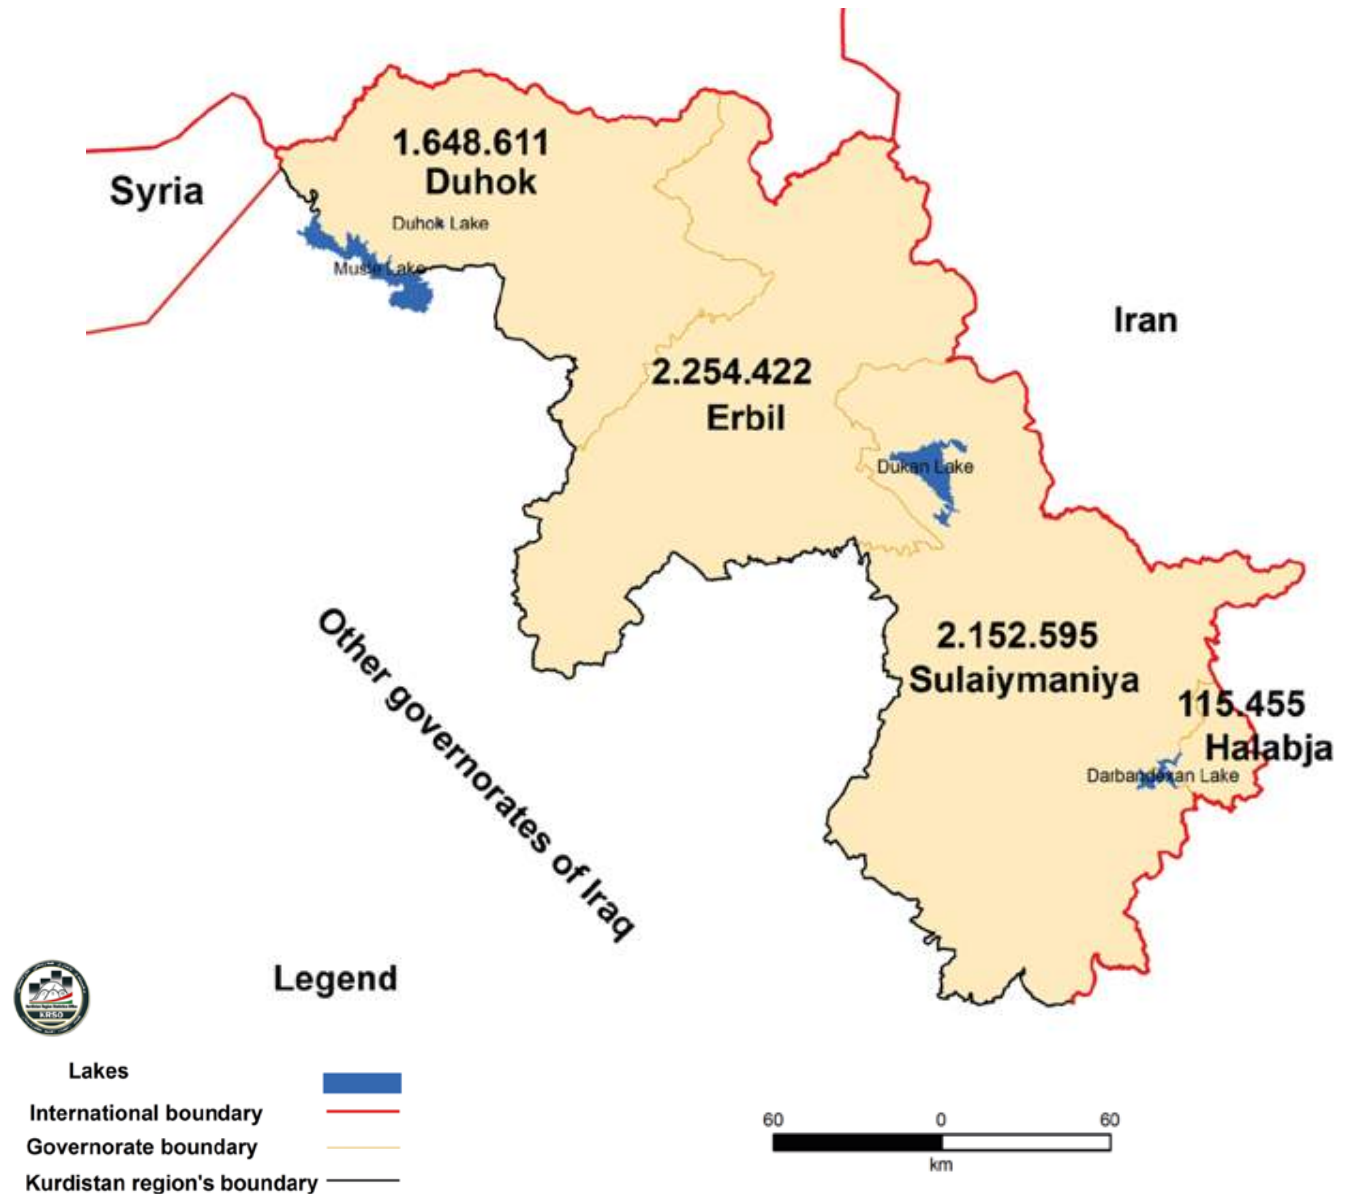 1.648.611
Duhok
Syria
Duhok Lake
Lake
Iran
2.254.422
Erbil
Dukan Lake
Other governorates of Iraq
2.152.595
Sulaiymaniya
115.455
Halabja
Darbandexan Lake
Legend
KRSO
Lakes
International boundary
Governorate boundary
Kurdistan region's boundary
60 0 60
km